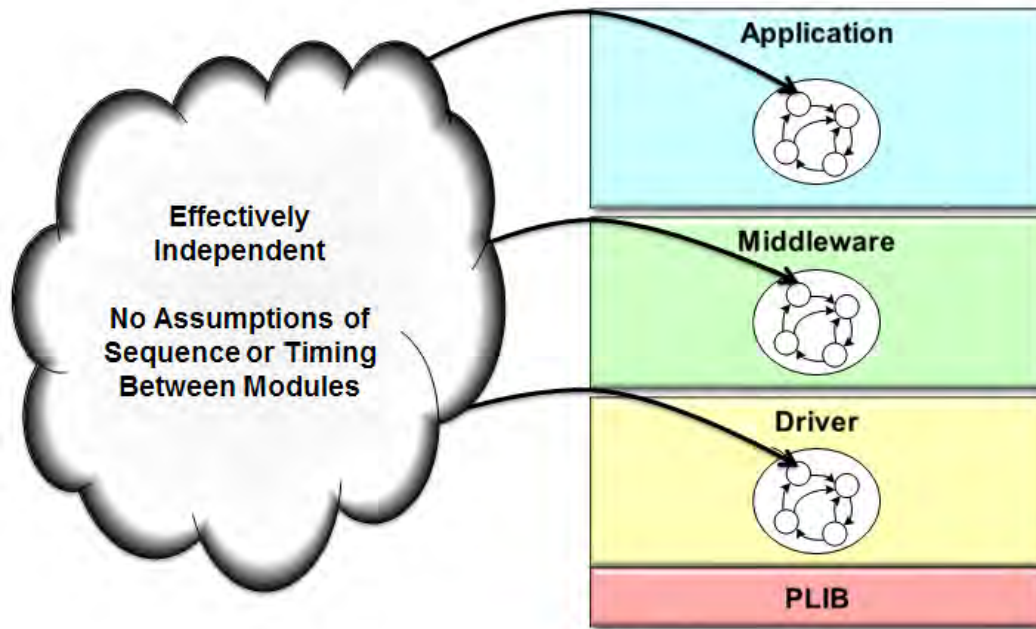 Effectively
Independent
No Assumptions of
Sequence or Timing
Between Modules
Application
Middleware
Driver
PLIB